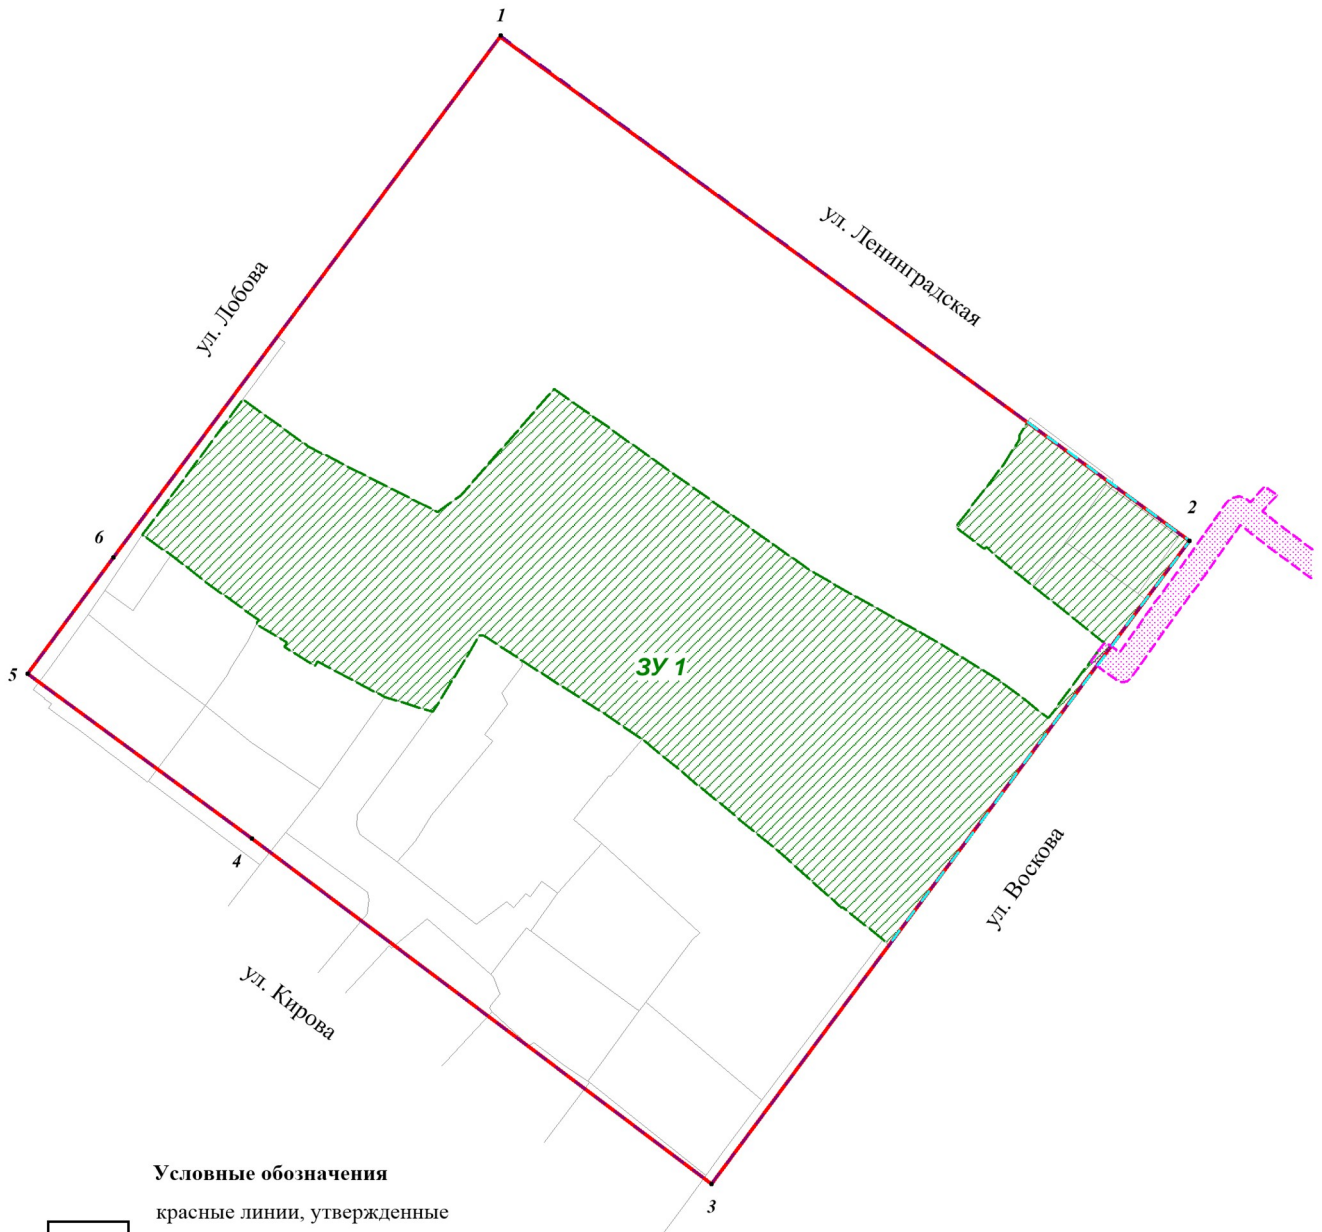 1
ул. Ленинградская
ул. Лобова
2
6
ЗУ 1
5
ул. Воскова
4
ул. Кирова
Условные обозначения
3
красные линии, утвержденные